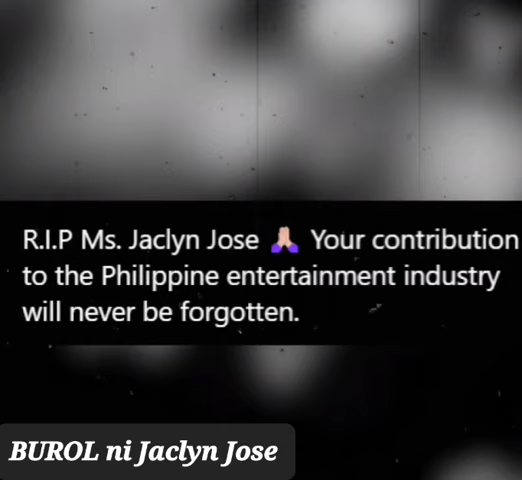 R.I.P Ms. Jaclyn Jose 🙏🏻 Your contribution
to the Philippine entertainment industry
will never be forgotten.
BUROL ni Jaclyn Jose